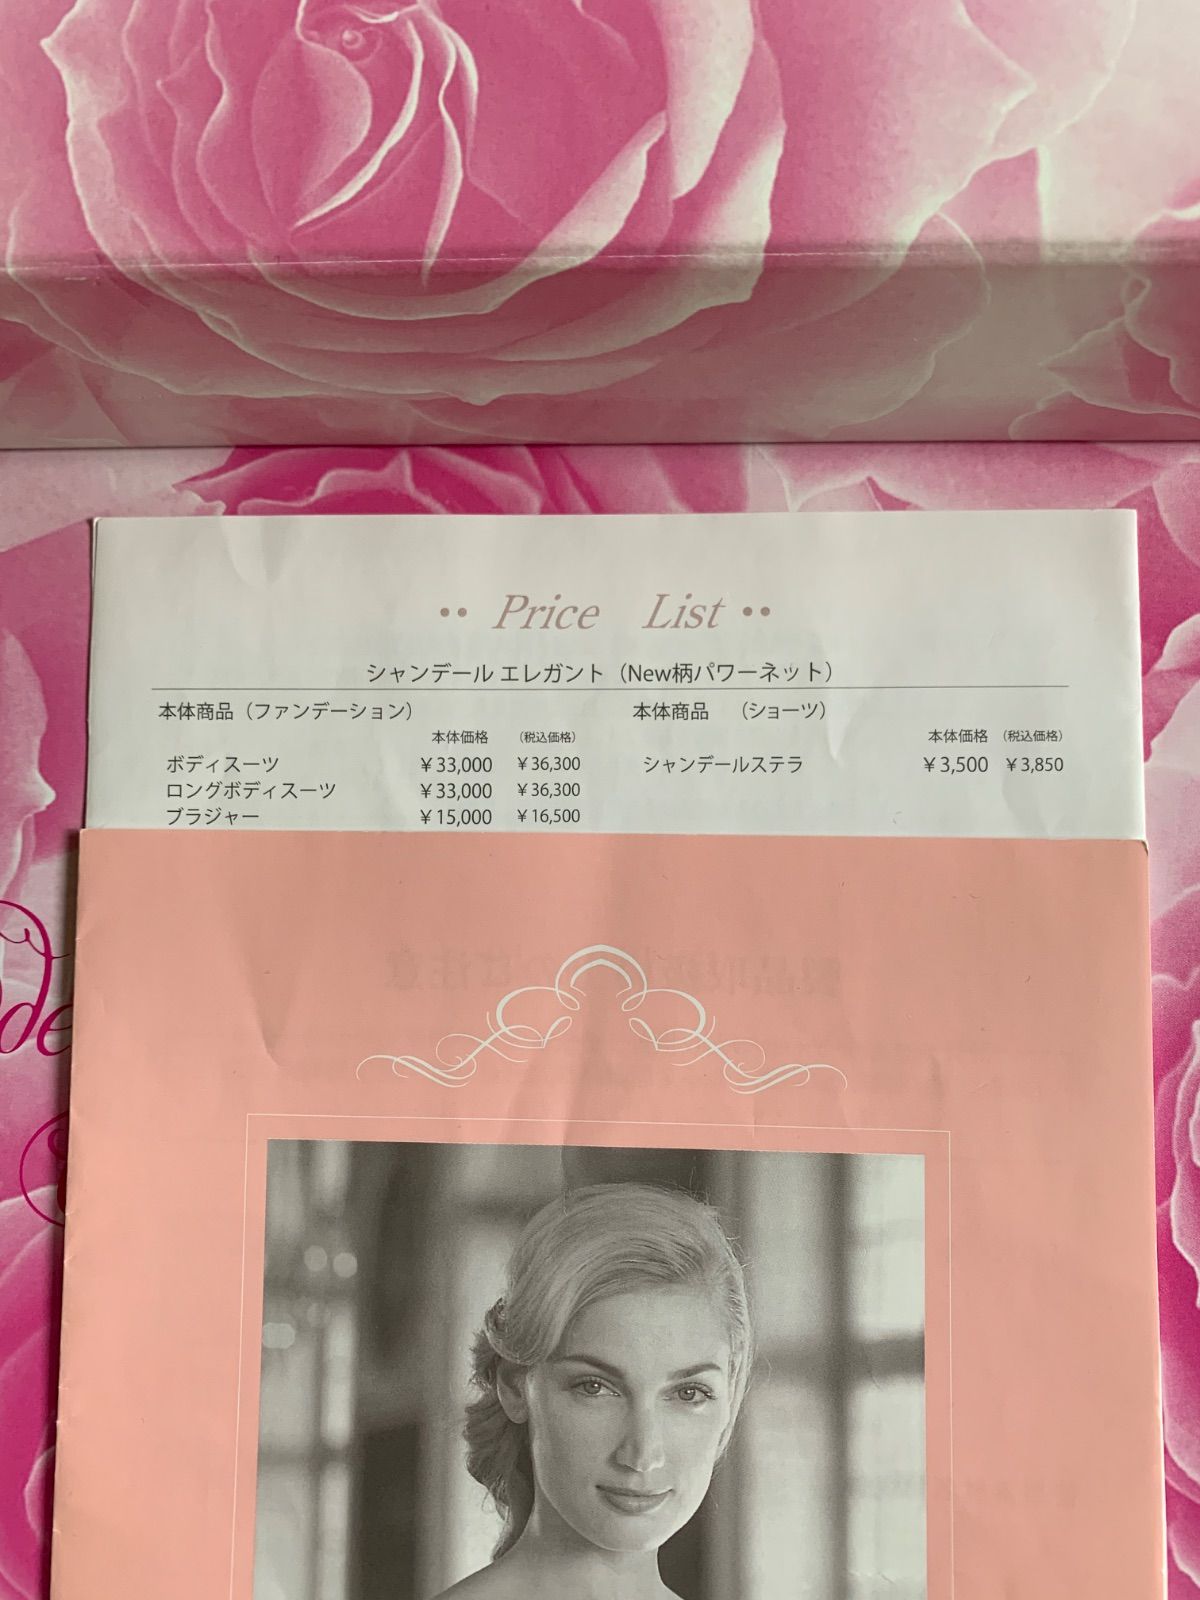 •• Price List ••
シャンデール エレガント（New柄パワーネット）
本体商品（ファンデーション）
本体価格 （税込価格）
ボディスーツ ￥33,000 ￥36,300
ロングボディスーツ ￥33,000 ￥36,300
ブラジャー ￥15,000 ￥16,500
本体商品 （ショーツ）
本体価格 （税込価格）
シャンデールステラ ￥3,500 ￥3,850
de